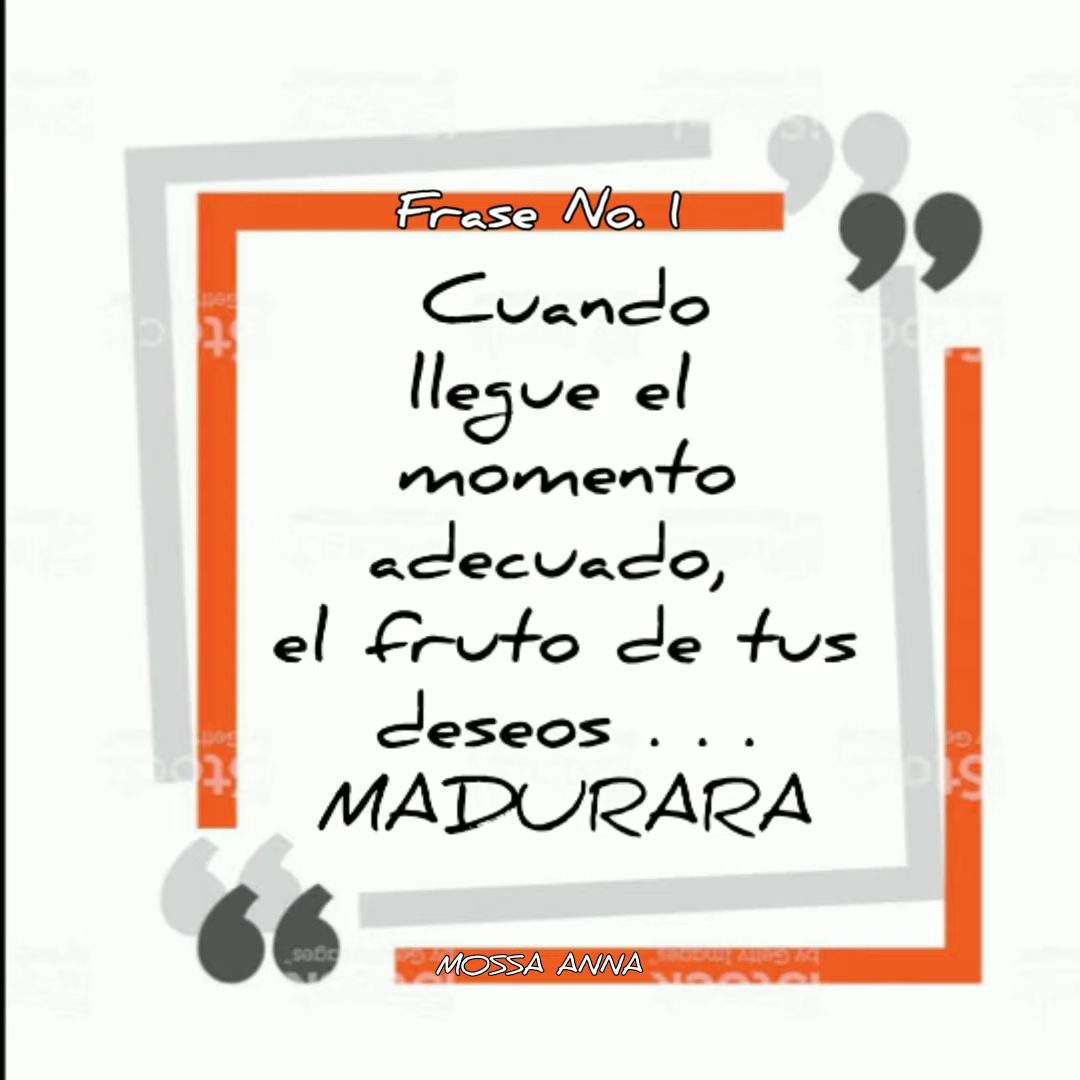 Frase No. 1
Cuando
llegue el
momento
adecuado,
el fruto de tus
deseos . . .
MADURARA
MOSSA ANNA